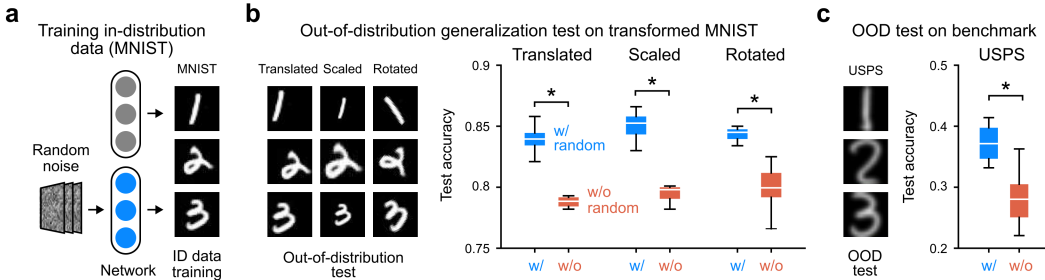 a
Training in-distribution
data (MNIST)
MNIST
Random
noise
Network
ID data
training
b
Out-of-distribution generalization test on transformed MNIST
Translated Scaled Rotated
Out-of-distribution
test
Translated Scaled Rotated
Test accuracy
0.9
0.85
0.8
0.75
*
*
*
w/
random
w/o
random
w/ w/o w/ w/o w/ w/o
c
OOD test on benchmark
USPS
OOD
test
USPS
Test accuracy
0.5
0.4
0.3
0.2
*
w/ w/o